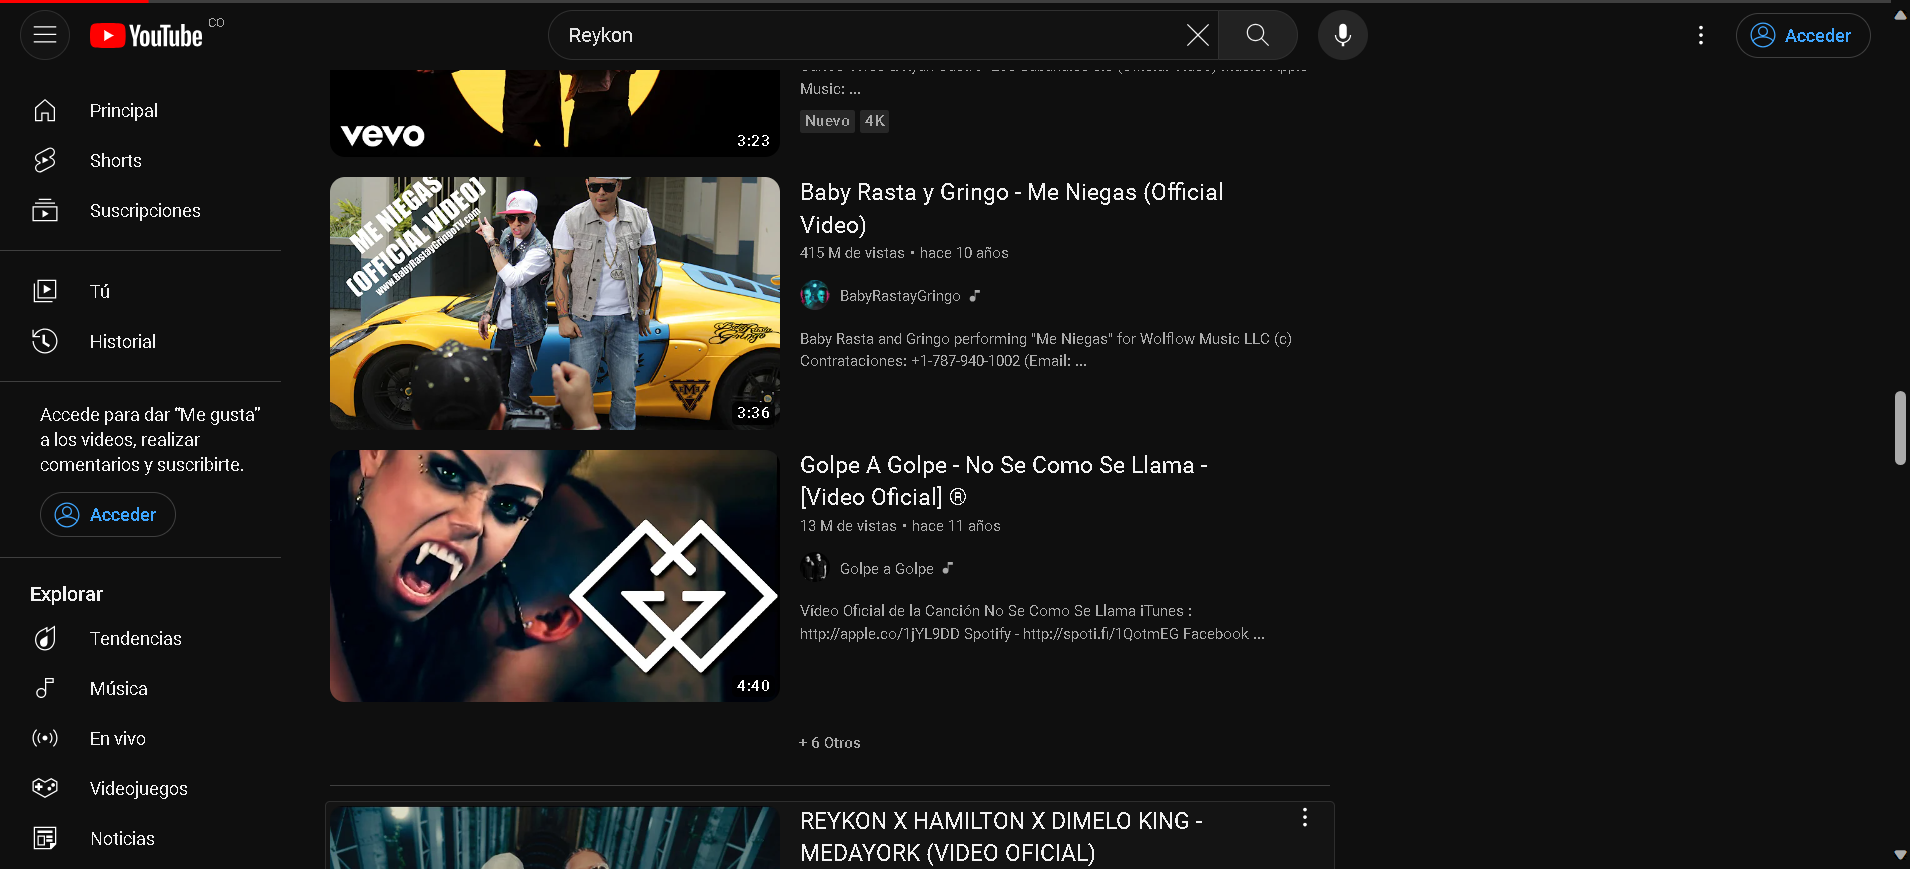 YouTube CO
Reykon
Acceder
Principal
Shorts
Suscripciones
Tú
Historial
Accede para dar “Me gusta”
a los videos, realizar
comentarios y suscribirte.
Acceder
Explorar
Tendencias
Música
En vivo
Videojuegos
Noticias
vevo
3:23
Music: ...
Nuevo 4K
ME NIEGAS
(OFFICIAL VIDEO)
www.BabyRastayGringoTV.com
Baby Rasta
Gringo
3:36
Baby Rasta y Gringo - Me Niegas (Official
Video)
415 M de vistas • hace 10 años
BabyRastayGringo
Baby Rasta and Gringo performing "Me Niegas" for Wolflow Music LLC (c)
Contrataciones: +1-787-940-1002 (Email: ...
4:40
Golpe A Golpe - No Se Como Se Llama -
[Video Oficial] ®
13 M de vistas • hace 11 años
Golpe a Golpe
Vídeo Oficial de la Canción No Se Como Se Llama iTunes :
http://apple.co/1jYL9DD Spotify - http://spoti.fi/1QotmEG Facebook ...
+ 6 Otros
REYKON X HAMILTON X DIMELO KING -
MEDAYORK (VIDEO OFICIAL)